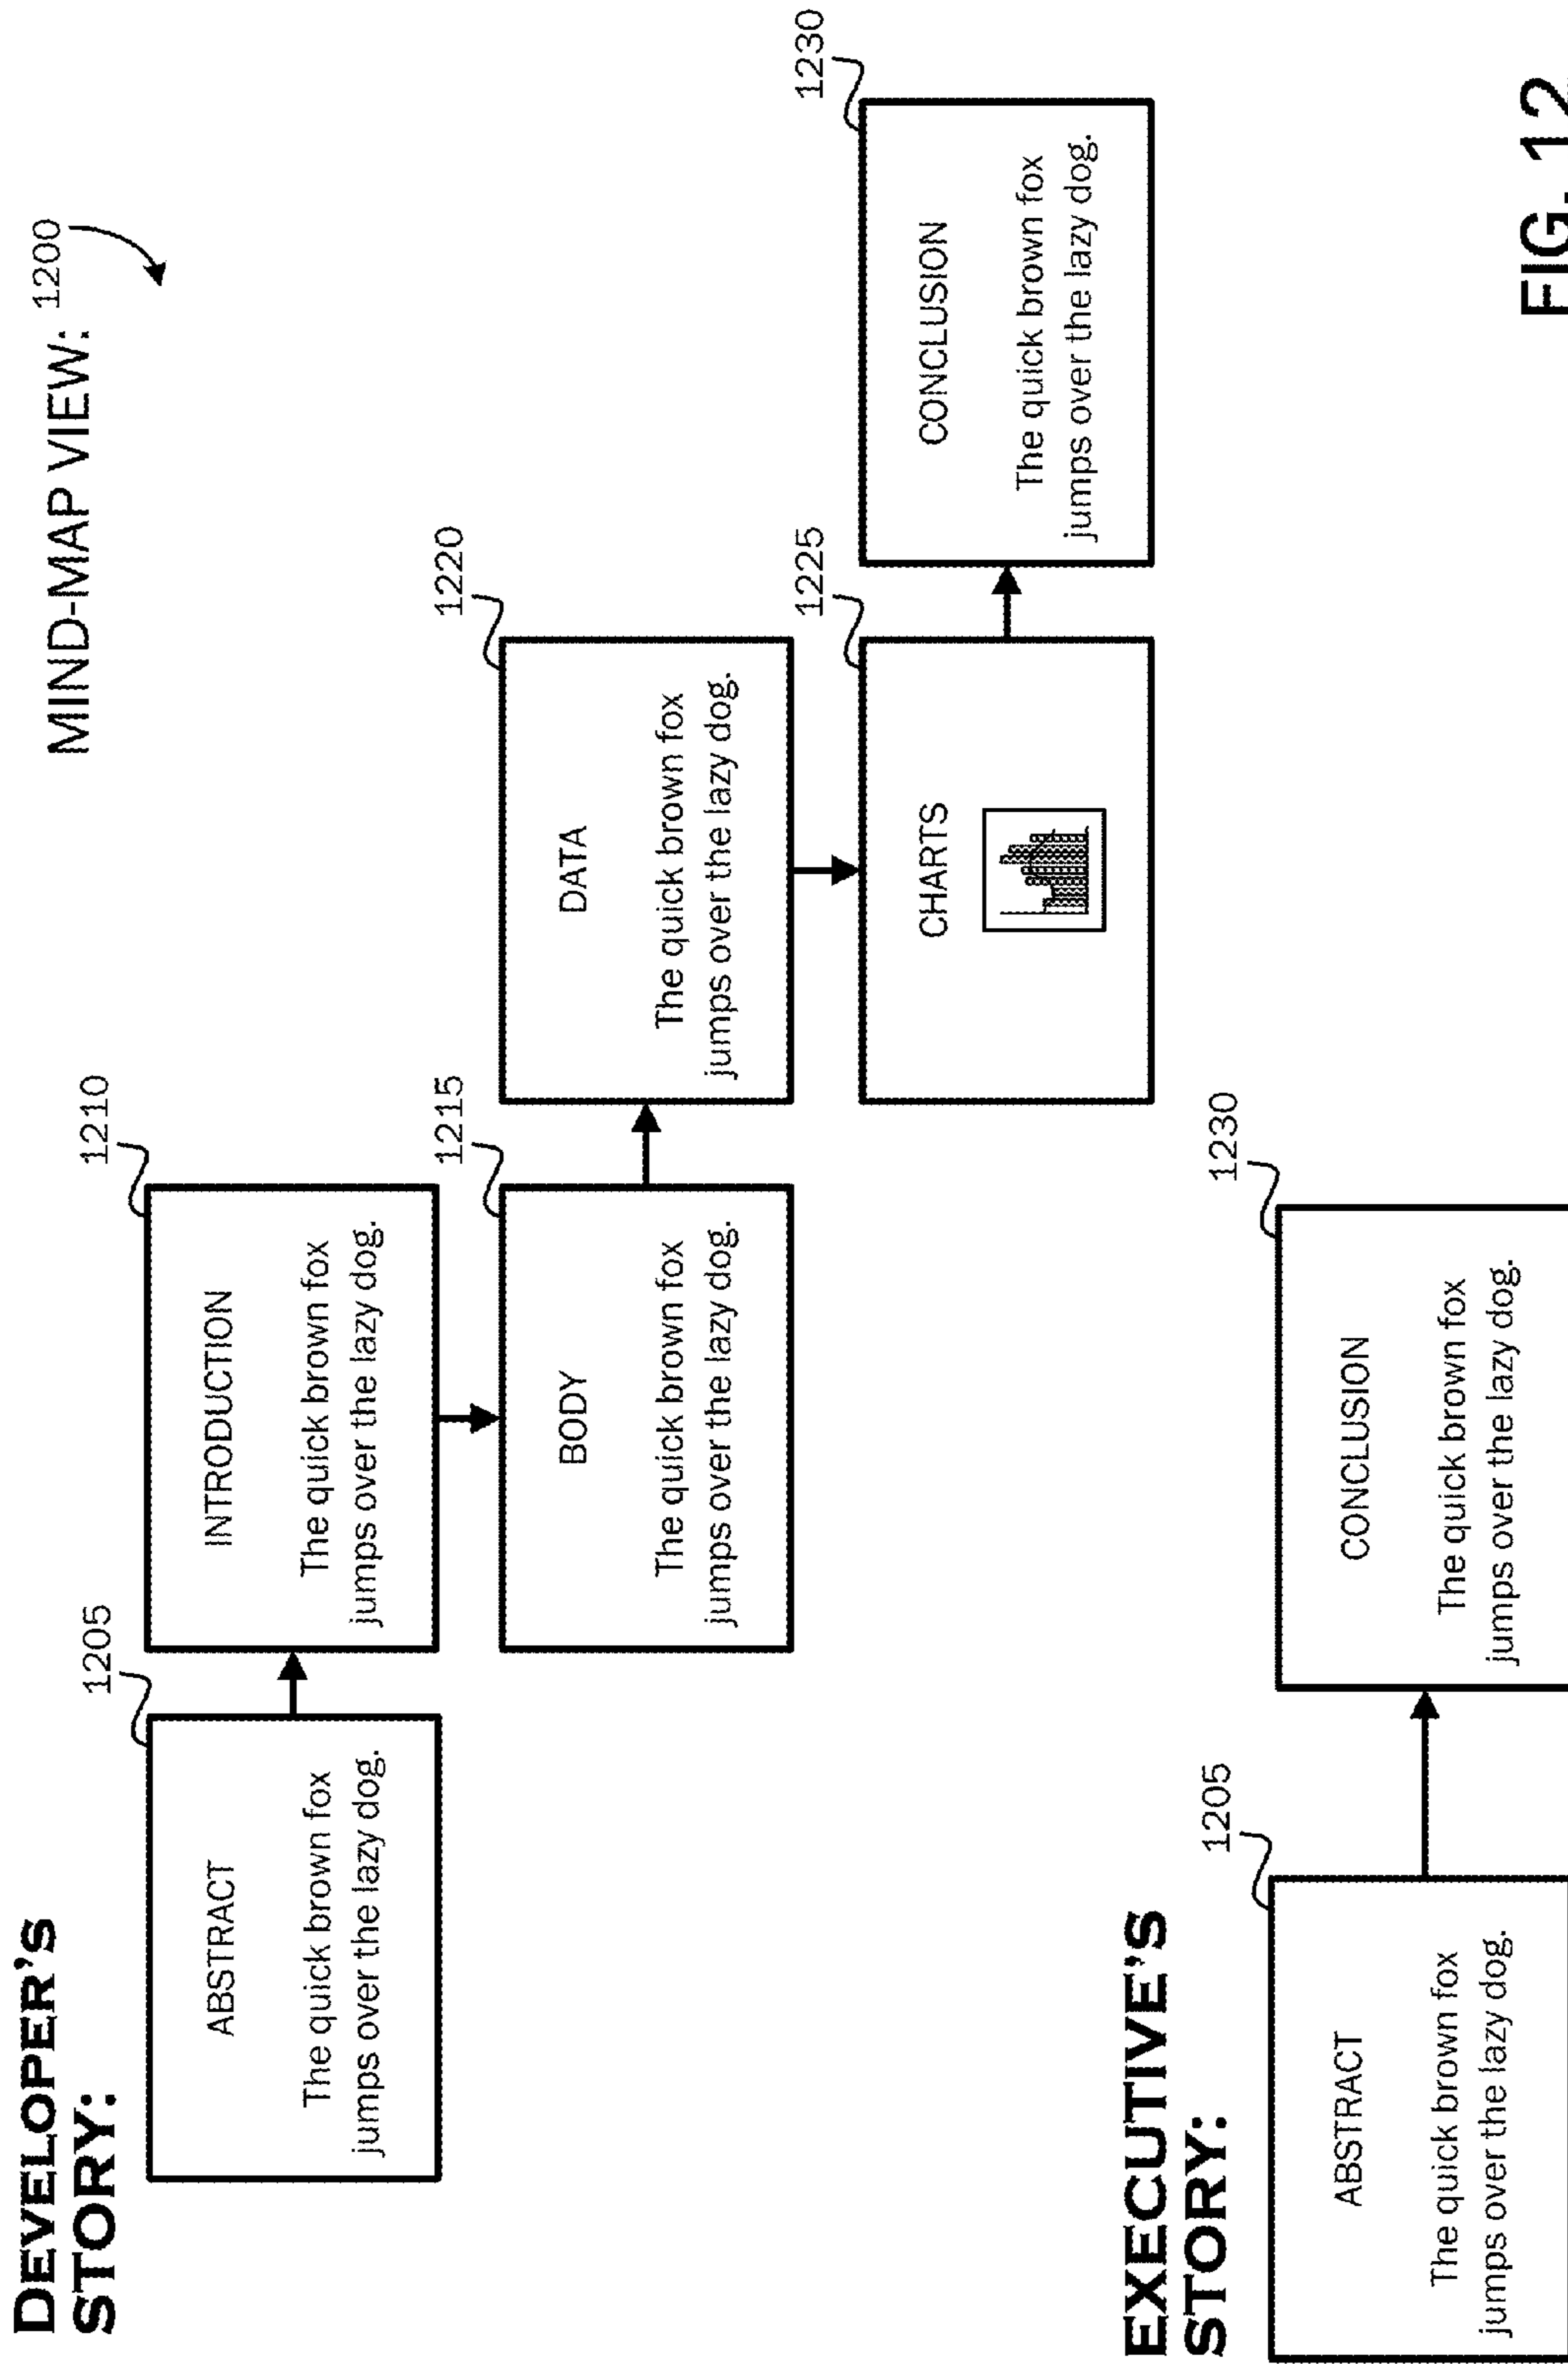 MIND-MAP VIEW: 1200
DEVELOPER'S
STORY:
1205
ABSTRACT
The quick brown fox
jumps over the lazy dog.
1210
INTRODUCTION
The quick brown fox
jumps over the lazy dog.
1215
BODY
The quick brown fox
jumps over the lazy dog.
1220
DATA
The quick brown fox
jumps over the lazy dog.
1225
CHARTS
1230
CONCLUSION
The quick brown fox
jumps over the lazy dog.
EXECUTIVE'S
STORY:
1205
ABSTRACT
The quick brown fox
jumps over the lazy dog.
1230
CONCLUSION
The quick brown fox
jumps over the lazy dog.
FIG. 12